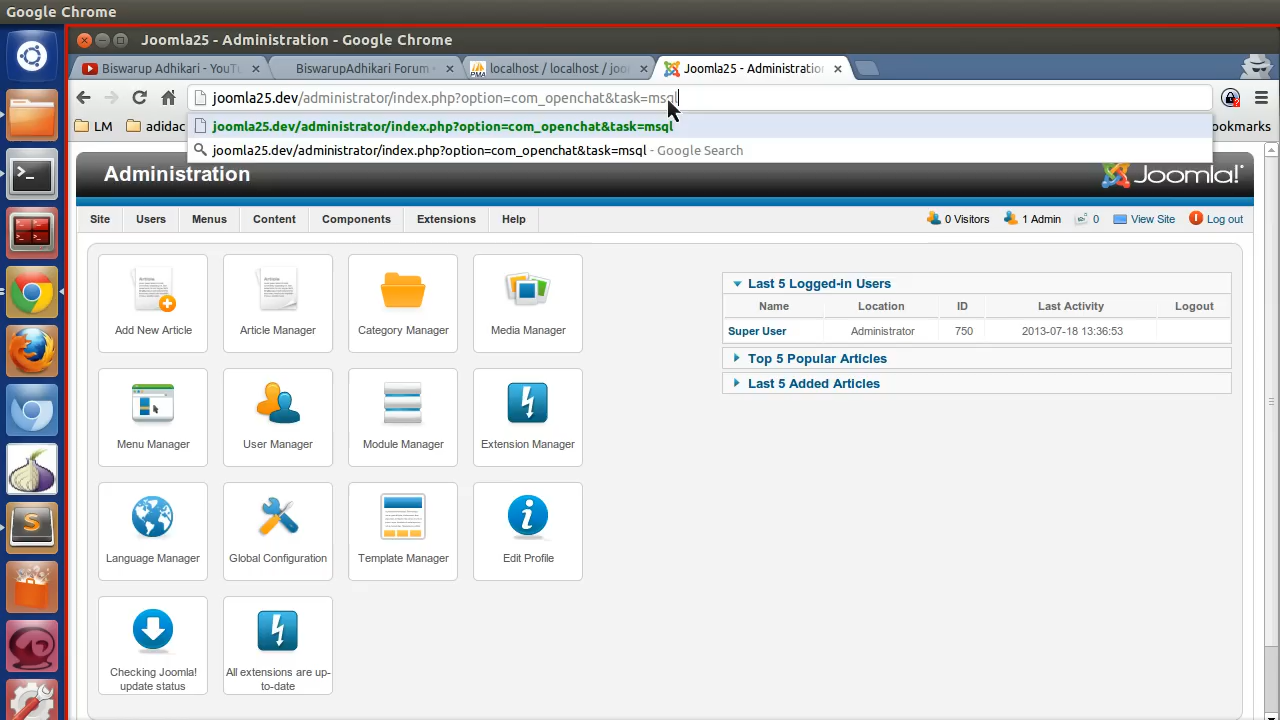 Google Chrome
Joomla25 - Administration - Google Chrome
Biswarup Adhikari - YouTu
BiswarupAdhikari Forum
localhost / localhost / joo
Joomla25 - Administration
joomla25.dev/administrator/index.php?option=com_openchat&task=msql
LM
adidac
joomla25.dev/administrator/index.php?option=com_openchat&task=msql
ookmarks
joomla25.dev/administrator/index.php?option=com_openchat&task=msql - Google Search
Administration
Joomla!
Site Users Menus Content Components Extensions Help
0 Visitors 1 Admin 0 View Site Log out
Add New Article
Article Manager
Category Manager
Media Manager
Last 5 Logged-in Users
Name Location ID Last Activity Logout
Super User Administrator 750 2013-07-18 13:36:53
Top 5 Popular Articles
Last 5 Added Articles
Menu Manager
User Manager
Module Manager
Extension Manager
Language Manager
Global Configuration
Template Manager
Edit Profile
Checking Joomla!
update status
All extensions are up-
to-date